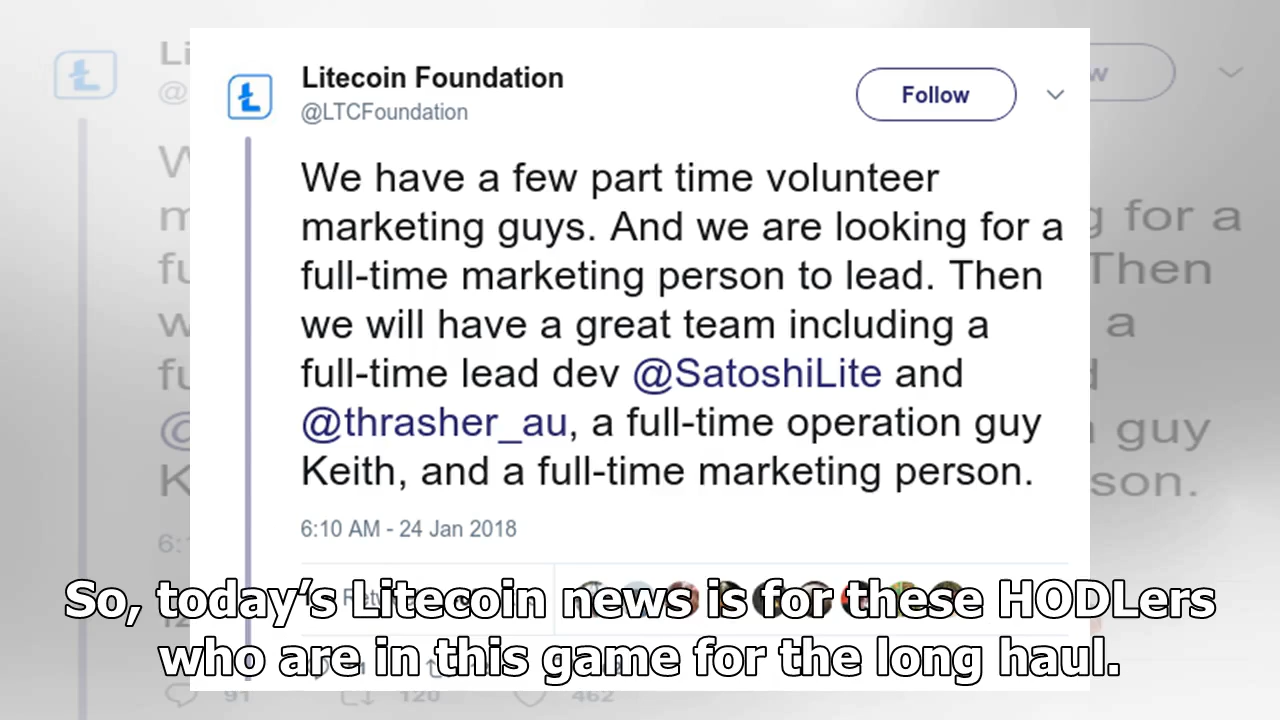 Litecoin Foundation
@LTCFoundation
Follow
We have a few part time volunteer
marketing guys. And we are looking for a
full-time marketing person to lead. Then
we will have a great team including a
full-time lead dev @SatoshiLite and
@thrasher_au, a full-time operation guy
Keith, and a full-time marketing person.
6:10 AM - 24 Jan 2018
So, today‘s Litecoin news is for these HODLers
who are in this game for the long haul.
91 120 462